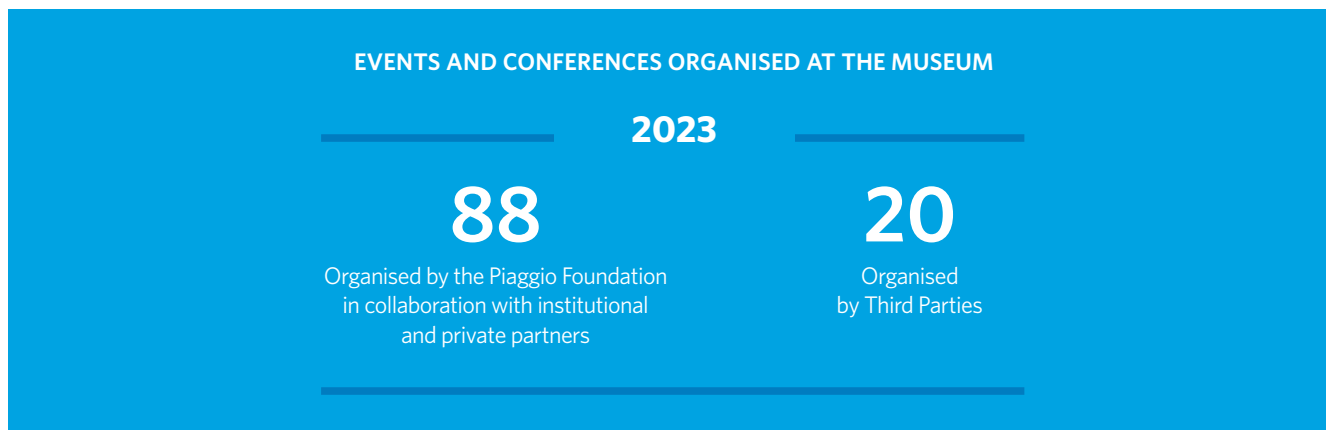 EVENTS AND CONFERENCES ORGANISED AT THE MUSEUM
2023
88
Organised by the Piaggio Foundation
in collaboration with institutional
and private partners
20
Organised
by Third Parties